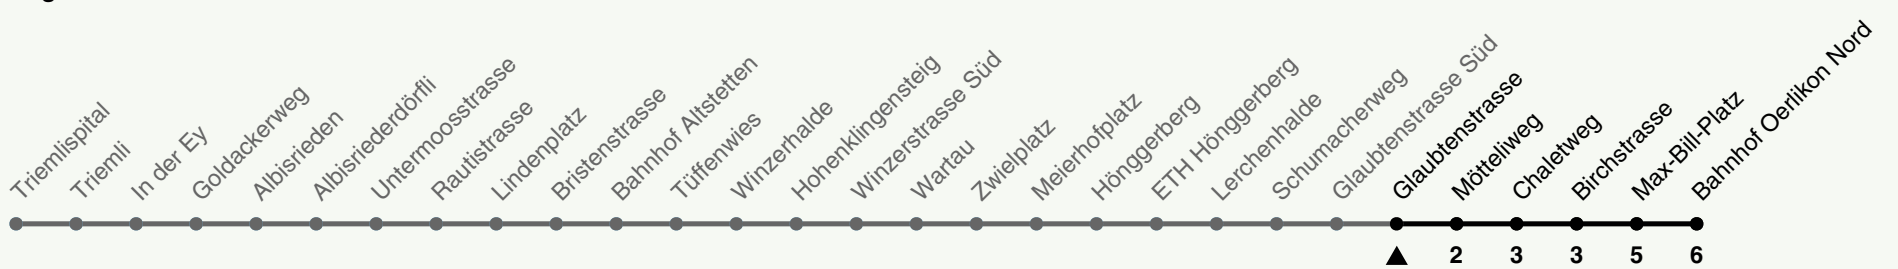 Triemlispital
Triemli
In der Ey
Goldackerweg
Albisrieden
Albisriederdörfli
Untermoosstrasse
Rautistrasse
Lindenplatz
Bristenstrasse
Bahnhof Altstetten
Tüffenwies
Winzerhalde
Hohenklingensteig
Winzerstrasse Süd
Wartau
Zwielplatz
Meierhofplatz
Hönggerberg
ETH Hönggerberg
Lerchenhalde
Schumacherweg
Glaubtenstrasse Süd
Glaubtenstrasse
Mötteliweg
Chaletweg
Birchstrasse
Max-Bill-Platz
Bahnhof Oerlikon Nord
2 3 3 5 6